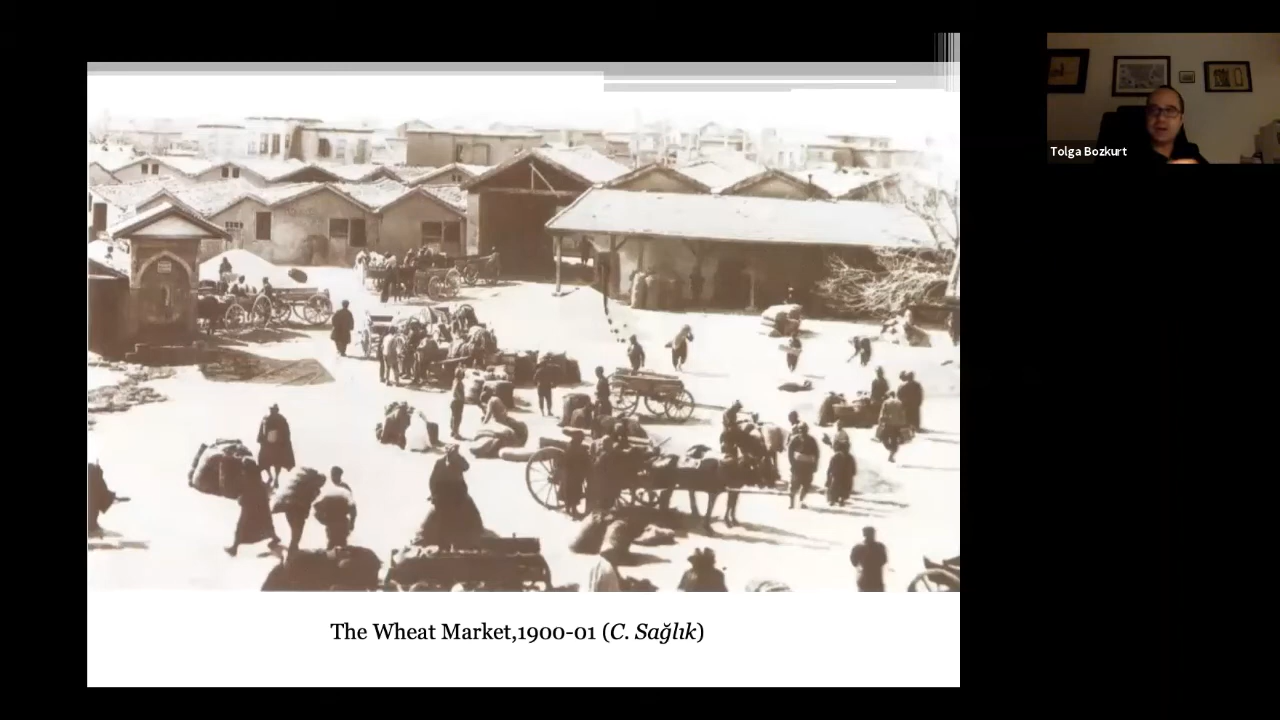 Tolga Bozkurt
The Wheat Market,1900-01 (C. Sağlık)